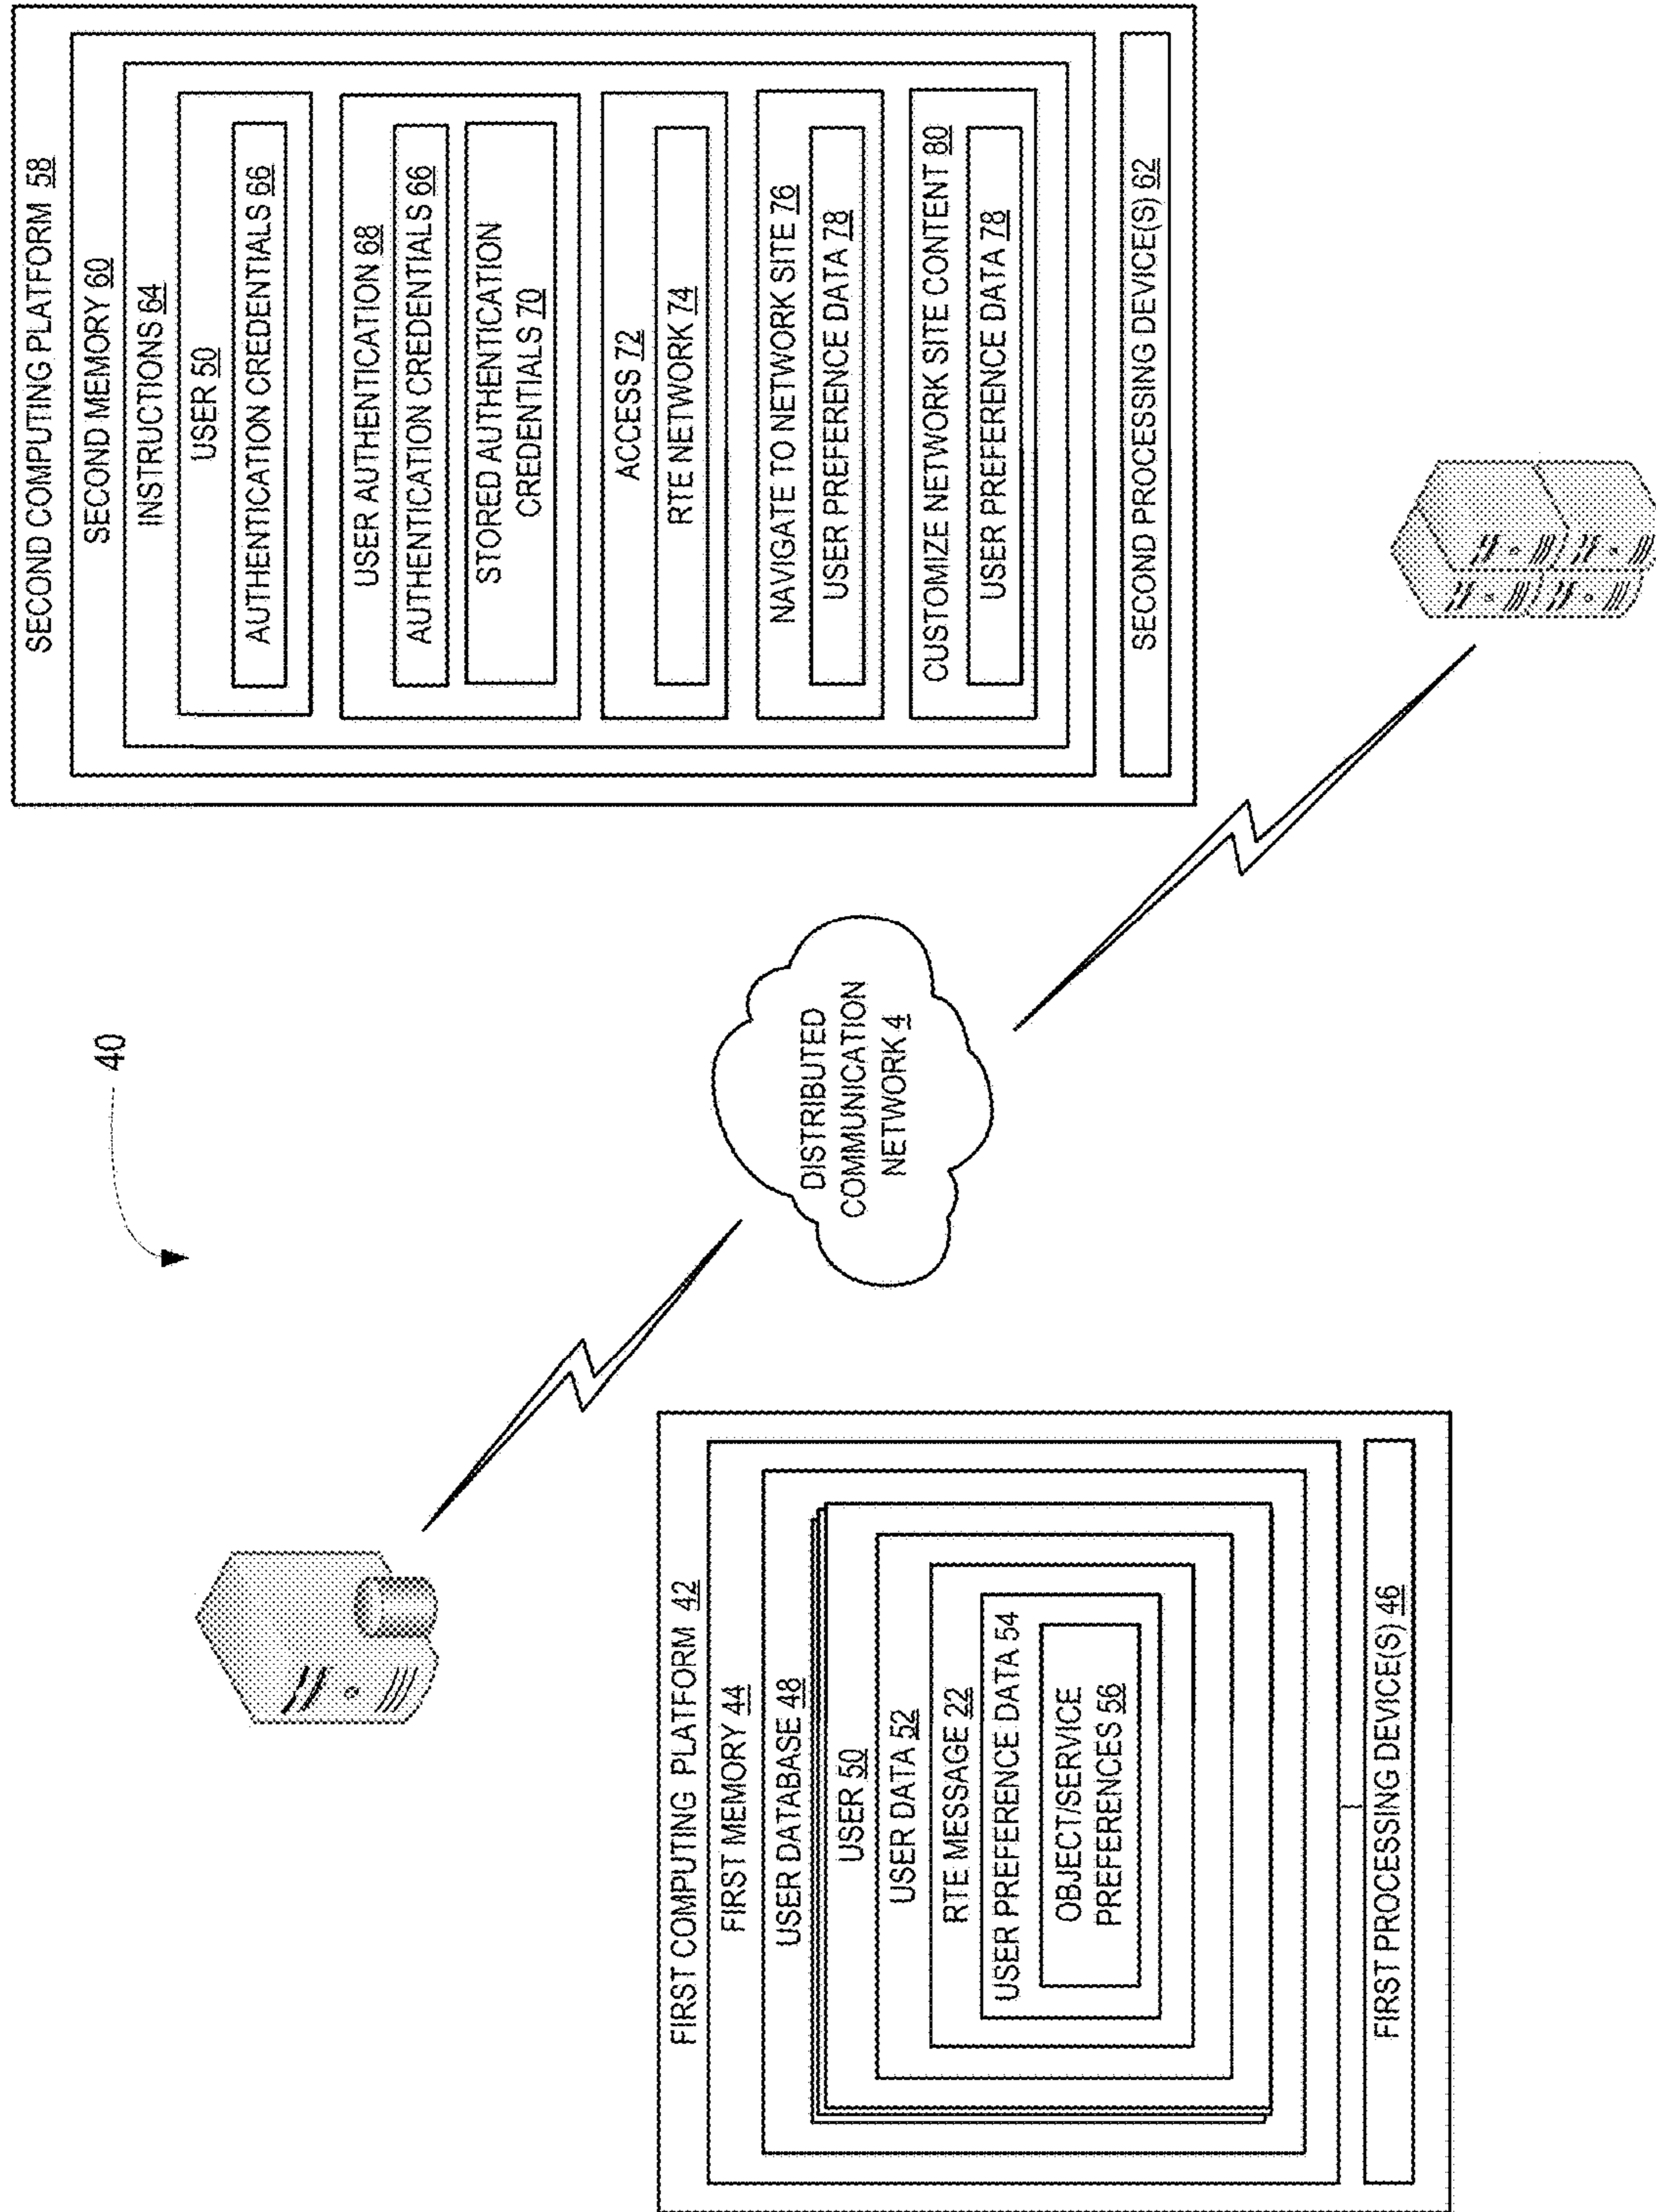 40
FIRST COMPUTING PLATFORM 42
FIRST MEMORY 44
USER DATABASE 48
USER 50
USER DATA 52
RTE MESSAGE 22
USER PREFERENCE DATA 54
OBJECT/SERVICE
PREFERENCES 56
FIRST PROCESSING DEVICE(S) 46
DISTRIBUTED
COMMUNICATION
NETWORK 4
SECOND COMPUTING PLATFORM 58
SECOND MEMORY 60
INSTRUCTIONS 64
USER 50
AUTHENTICATION CREDENTIALS 66
USER AUTHENTICATION 68
AUTHENTICATION CREDENTIALS 66
STORED AUTHENTICATION
CREDENTIALS 70
ACCESS 72
RTE NETWORK 74
NAVIGATE TO NETWORK SITE 76
USER PREFERENCE DATA 78
CUSTOMIZE NETWORK SITE CONTENT 80
USER PREFERENCE DATA 78
SECOND PROCESSING DEVICE(S) 62